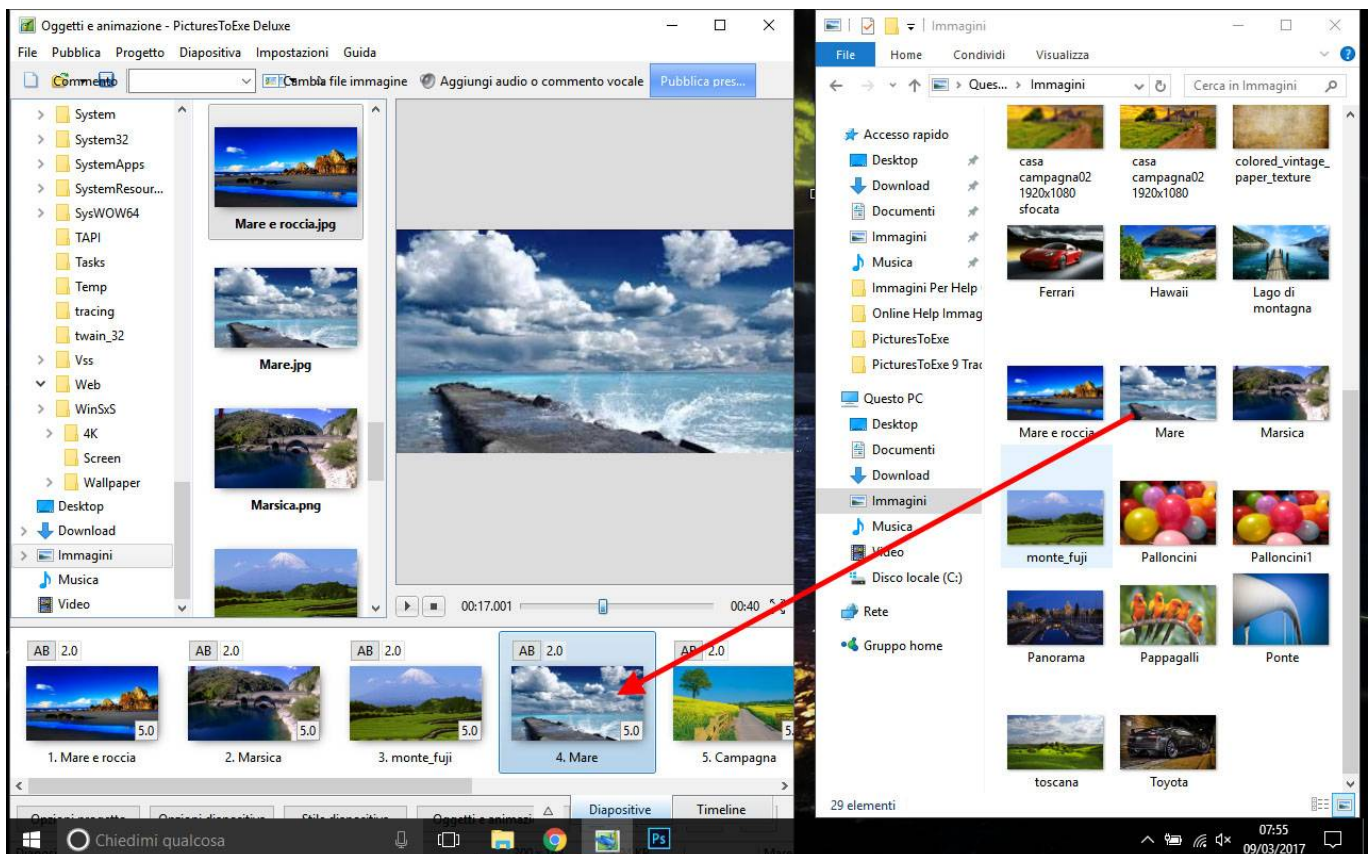 Oggetti e animazione - PicturesToExe Deluxe
File Pubblica Progetto Diapositiva Impostazioni Guida
Commento
Cambia file immagine
Aggiungi audio o commento vocale
Pubblica pres...
System
System32
SystemApps
SystemResour...
SysWOW64
TAPI
Tasks
Temp
tracing
twain_32
Vss
Web
WinSxS
4K
Screen
Wallpaper
Desktop
Download
Immagini
Musica
Video
Mare e roccia.jpg
Mare.jpg
Marsica.png
00:17.001
00:40
AB 2.0
5.0
1. Mare e roccia
AB 2.0
5.0
2. Marsica
AB 2.0
5.0
3. monte_fuji
AB 2.0
5.0
4. Mare
AB 2.0
5.
5. Campagna
Diapositive
Timeline
Chiedimi qualcosa
Ps
Immagini
File Home Condividi Visualizza
Ques... > Immagini
Cerca in Immagini
Accesso rapido
Desktop
Download
Documenti
Immagini
Musica
Immagini Per Help
Online Help Immag
PicturesToExe
PicturesToExe 9 Trac
Questo PC
Desktop
Documenti
Download
Immagini
Musica
Video
Disco locale (C:)
Rete
Gruppo home
casa
campagna02
1920x1080
sfocata
casa
campagna02
1920x1080
colored_vintage_
paper_texture
Ferrari
Hawaii
Lago di
montagna
Mare e roccia
Mare
Marsica
monte_fuji
Palloncini
Palloncini1
Panorama
Pappagalli
Ponte
toscana
Toyota
29 elementi
07:55
09/03/2017